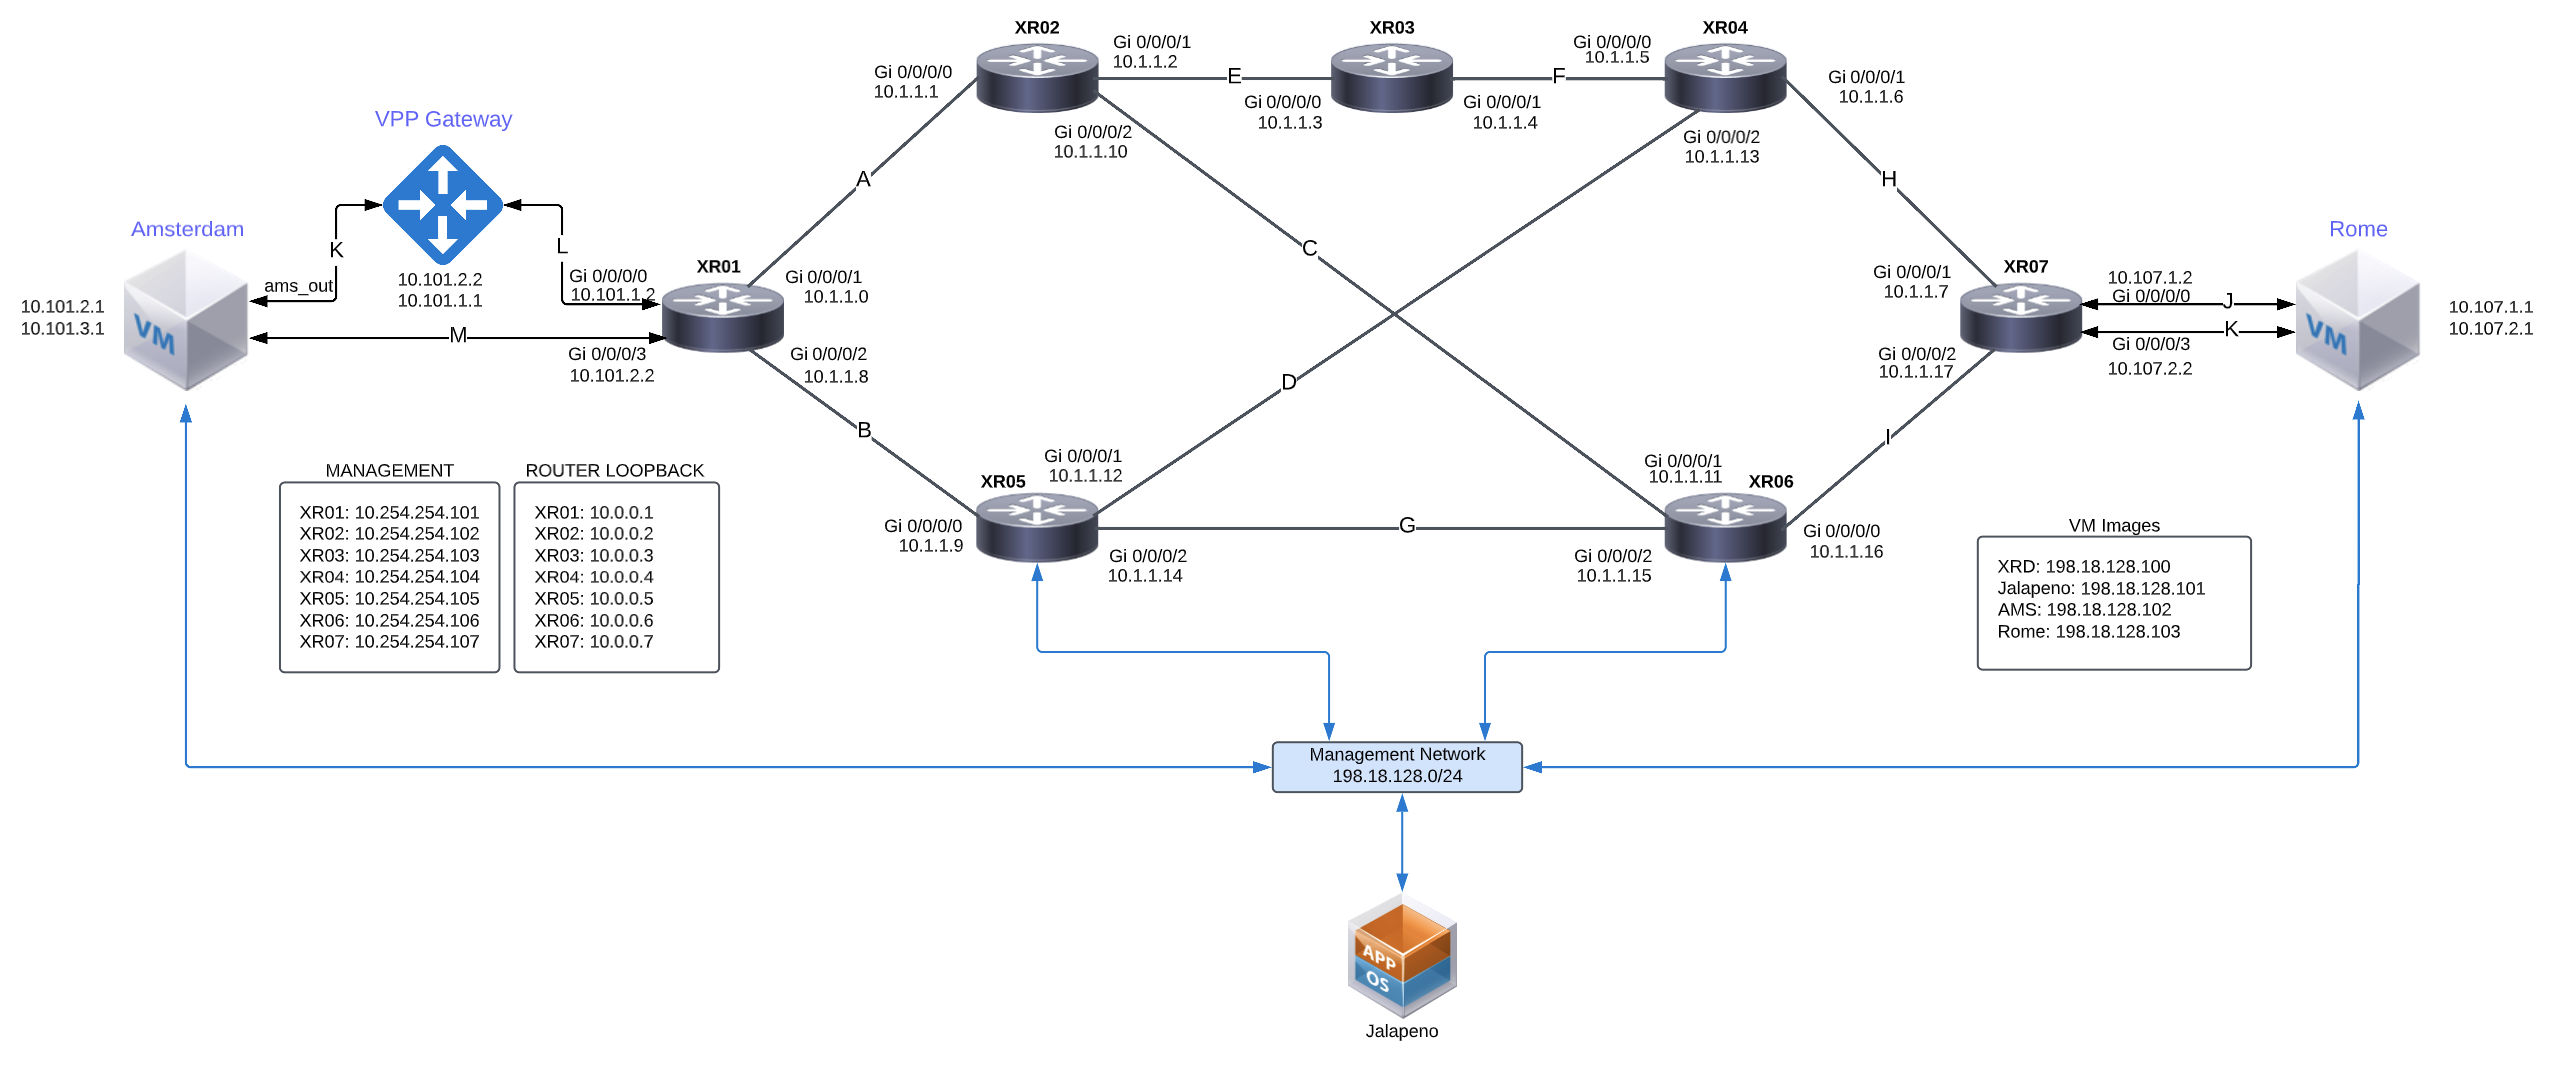 XR02
XR03
XR04
Gi 0/0/0/1
10.1.1.2
Gi 0/0/0/0
10.1.1.5
Gi 0/0/0/0
10.1.1.1
E
F
Gi 0/0/0/1
10.1.1.6
Gi 0/0/0/0
10.1.1.3
Gi 0/0/0/1
10.1.1.4
VPP Gateway
Gi 0/0/0/2
10.1.1.10
Gi 0/0/0/2
10.1.1.13
A
H
Amsterdam
Rome
K
L
C
ams_out
10.101.2.2
10.101.1.1
Gi 0/0/0/0
10.101.1.2
XR01
Gi 0/0/0/1
10.1.1.0
Gi 0/0/0/1
10.1.1.7
XR07
10.107.1.2
Gi 0/0/0/0
J
10.101.2.1
10.101.3.1
VM
M
K
VM
10.107.1.1
10.107.2.1
Gi 0/0/0/3
10.101.2.2
Gi 0/0/0/2
10.1.1.8
Gi 0/0/0/2
10.1.1.17
Gi 0/0/0/3
10.107.2.2
D
B
I
MANAGEMENT
XR01: 10.254.254.101
XR02: 10.254.254.102
XR03: 10.254.254.103
XR04: 10.254.254.104
XR05: 10.254.254.105
XR06: 10.254.254.106
XR07: 10.254.254.107
ROUTER LOOPBACK
XR01: 10.0.0.1
XR02: 10.0.0.2
XR03: 10.0.0.3
XR04: 10.0.0.4
XR05: 10.0.0.5
XR06: 10.0.0.6
XR07: 10.0.0.7
XR05
Gi 0/0/0/1
10.1.1.12
Gi 0/0/0/1
10.1.1.11
XR06
Gi 0/0/0/0
10.1.1.9
G
Gi 0/0/0/0
10.1.1.16
Gi 0/0/0/2
10.1.1.14
Gi 0/0/0/2
10.1.1.15
VM Images
XRD: 198.18.128.100
Jalapeno: 198.18.128.101
AMS: 198.18.128.102
Rome: 198.18.128.103
Management Network
198.18.128.0/24
APP
OS
Jalapeno